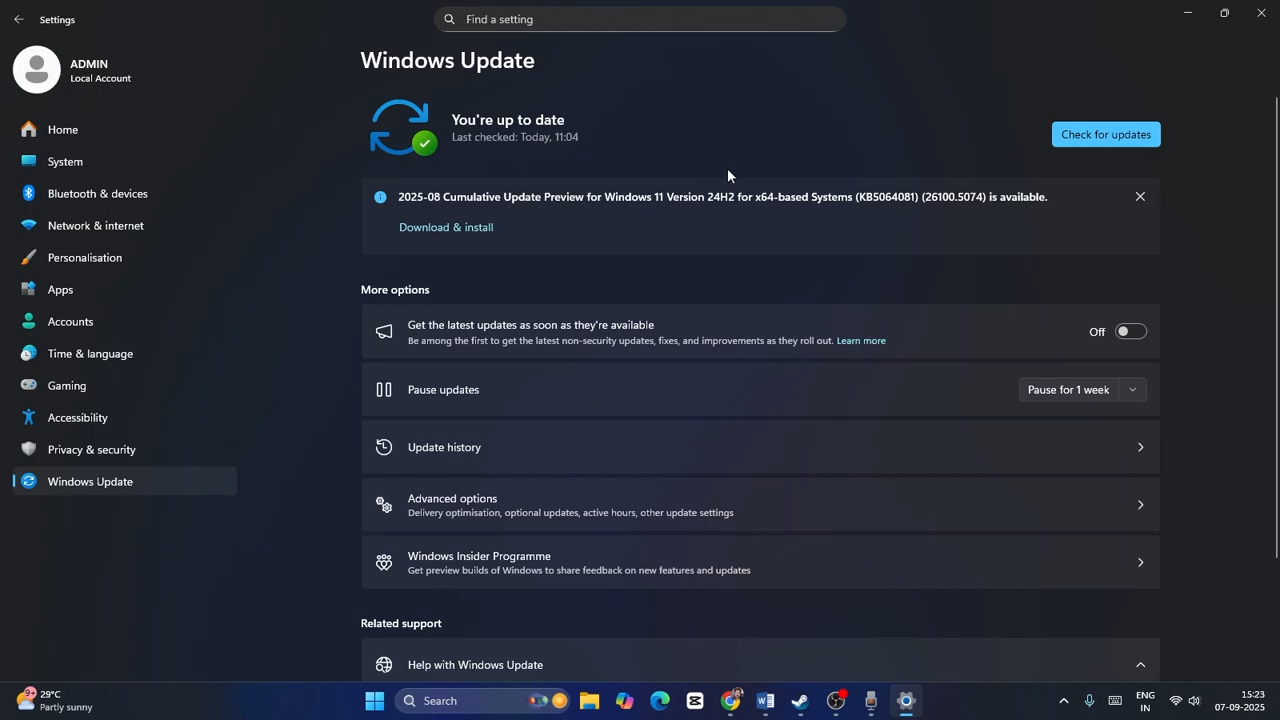 Settings
Find a setting
ADMIN
Local Account
Home
System
Bluetooth & devices
Network & internet
Personalisation
Apps
Accounts
Time & language
Gaming
Accessibility
Privacy & security
Windows Update
Windows Update
You're up to date
Last checked: Today, 11:04
Check for updates
2025-08 Cumulative Update Preview for Windows 11 Version 24H2 for x64-based Systems (KB5064081) (26100.5074) is available.
Download & install
More options
Get the latest updates as soon as they're available
Be among the first to get the latest non-security updates, fixes, and improvements as they roll out. Learn more
Off
Pause updates
Pause for 1 week
Update history
Advanced options
Delivery optimisation, optional updates, active hours, other update settings
Windows Insider Programme
Get preview builds of Windows to share feedback on new features and updates
Related support
Help with Windows Update
29°C
Partly sunny
Search
ENG
IN
15:23
07-09-2025